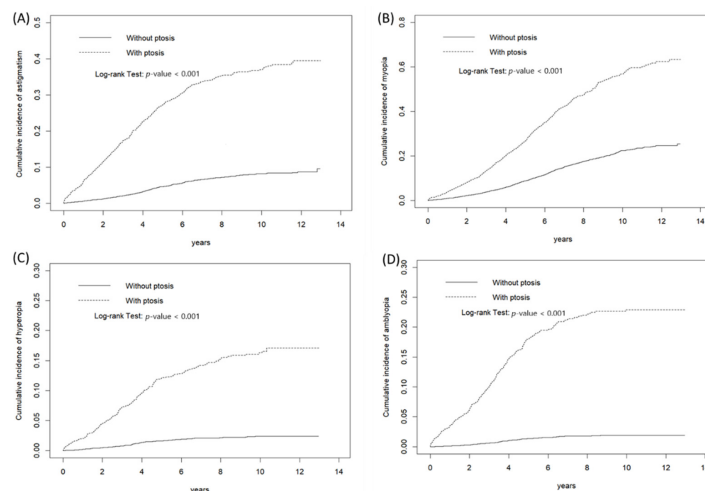 (A)
Cumulative incidence of astigmatism
0.5
0.4
0.3
0.2
0.1
0.0
Without ptosis
With ptosis
Log-rank Test: p-value < 0.001
0 2 4 6 8 10 12 14
years
(B)
Cumulative incidence of myopia
0.8
0.6
0.4
0.2
0.0
Without ptosis
With ptosis
Log-rank Test: p-value < 0.001
0 2 4 6 8 10 12 14
years
(C)
Cumulative incidence of hyperopia
0.30
0.25
0.20
0.15
0.10
0.05
0.00
Without ptosis
With ptosis
Log-rank Test: p-value < 0.001
0 2 4 6 8 10 12 14
years
(D)
Cumulative incidence of amblyopia
0.30
0.25
0.20
0.15
0.10
0.05
0.00
Without ptosis
With ptosis
Log-rank Test: p-value < 0.001
0 2 4 6 8 10 12 14
years